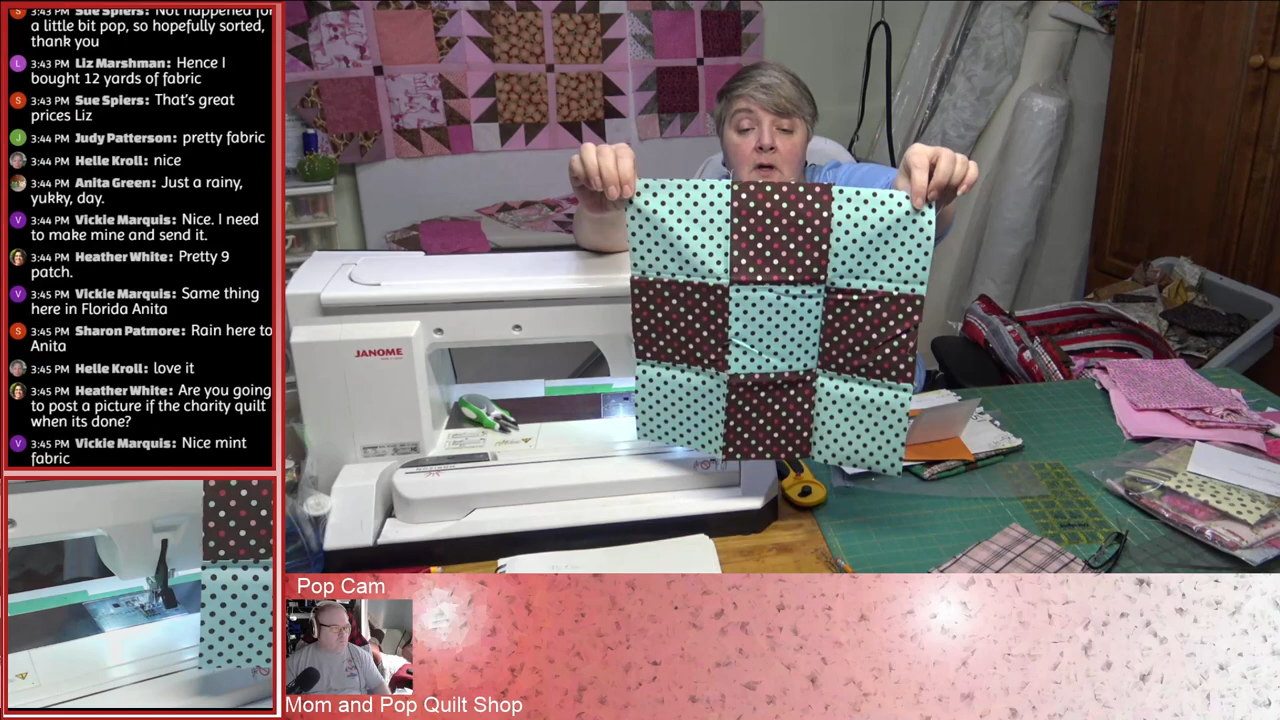 3:43 PM Sue Spiers: Not happened for
a little bit pop, so hopefully sorted,
thank you
L 3:43 PM Liz Marshman: Hence I
bought 12 yards of fabric
S 3:43 PM Sue Spiers: That's great
prices Liz
J 3:44 PM Judy Patterson: pretty fabric
3:44 PM Helle Kroll: nice
3:44 PM Anita Green: Just a rainy,
yukky, day.
V 3:44 PM Vickie Marquis: Nice. I need
to make mine and send it.
3:44 PM Heather White: Pretty 9
patch.
V 3:45 PM Vickie Marquis: Same thing
here in Florida Anita
S 3:45 PM Sharon Patmore: Rain here to
Anita
3:45 PM Helle Kroll: love it
3:45 PM Heather White: Are you going
to post a picture if the charity quilt
when its done?
V 3:45 PM Vickie Marquis: Nice mint
fabric
JANOME
Pop Cam
Mom and Pop Quilt Shop